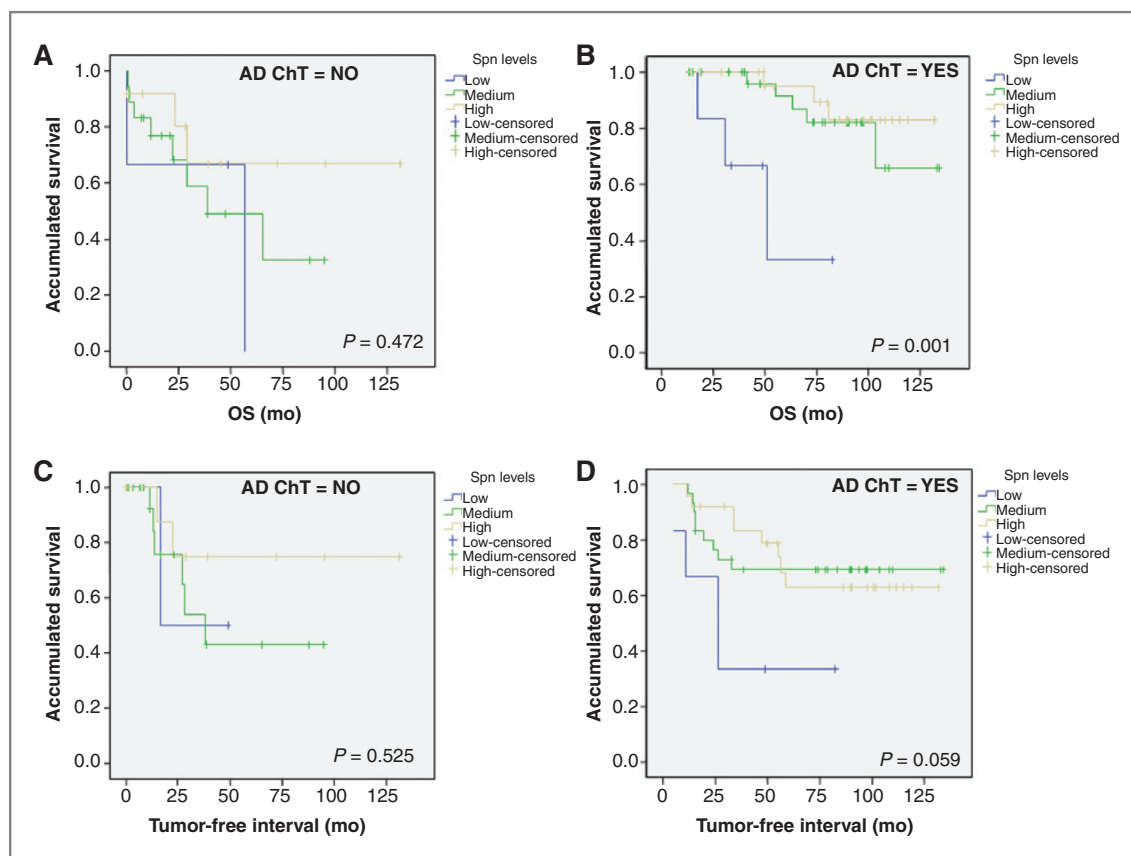 A
AD ChT = NO
Accumulated survival
1.0
0.8
0.6
0.4
0.2
0.0
P = 0.472
0 25 50 75 100 125
OS (mo)
Spn levels
Low
Medium
High
Low-censored
Medium-censored
High-censored
B
AD ChT = YES
Accumulated survival
1.0
0.8
0.6
0.4
0.2
0.0
P = 0.001
0 25 50 75 100 125
OS (mo)
Spn levels
Low
Medium
High
Low-censored
Medium-censored
High-censored
C
AD ChT = NO
Accumulated survival
1.0
0.8
0.6
0.4
0.2
0.0
P = 0.525
0 25 50 75 100 125
Tumor-free interval (mo)
Spn levels
Low
Medium
High
Low-censored
Medium-censored
High-censored
D
AD ChT = YES
Accumulated survival
1.0
0.8
0.6
0.4
0.2
0.0
P = 0.059
0 25 50 75 100 125
Tumor-free interval (mo)
Spn levels
Low
Medium
High
Low-censored
Medium-censored
High-censored